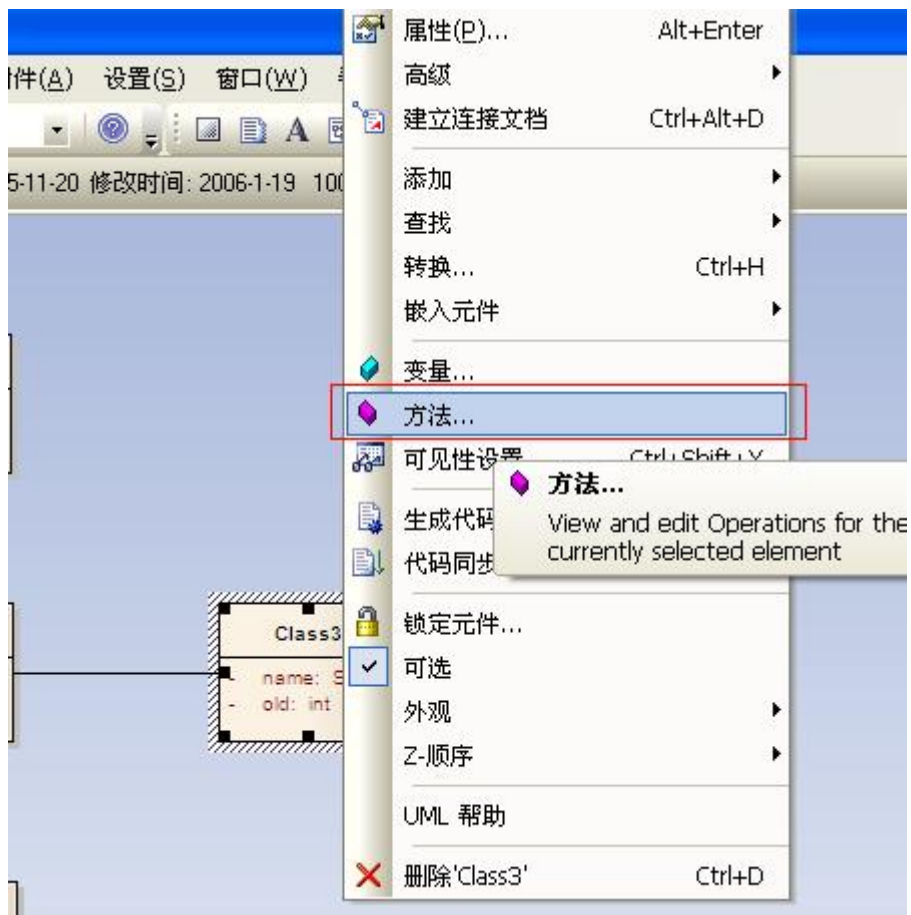 属性(P)... Alt+Enter
高级
件(A) 设置(S) 窗口(W)
建立连接文档 Ctrl+Alt+D
5-11-20 修改时间: 2006-1-19 100
添加
查找
转换... Ctrl+H
嵌入元件
变量...
方法...
可见性设置 Ctrl+Shift+Y
方法...
View and edit Operations for the
currently selected element
生成代码
代码同步
锁定元件...
Class3
可选
name: S
- old: int
外观
Z-顺序
UML 帮助
删除'Class3' Ctrl+D